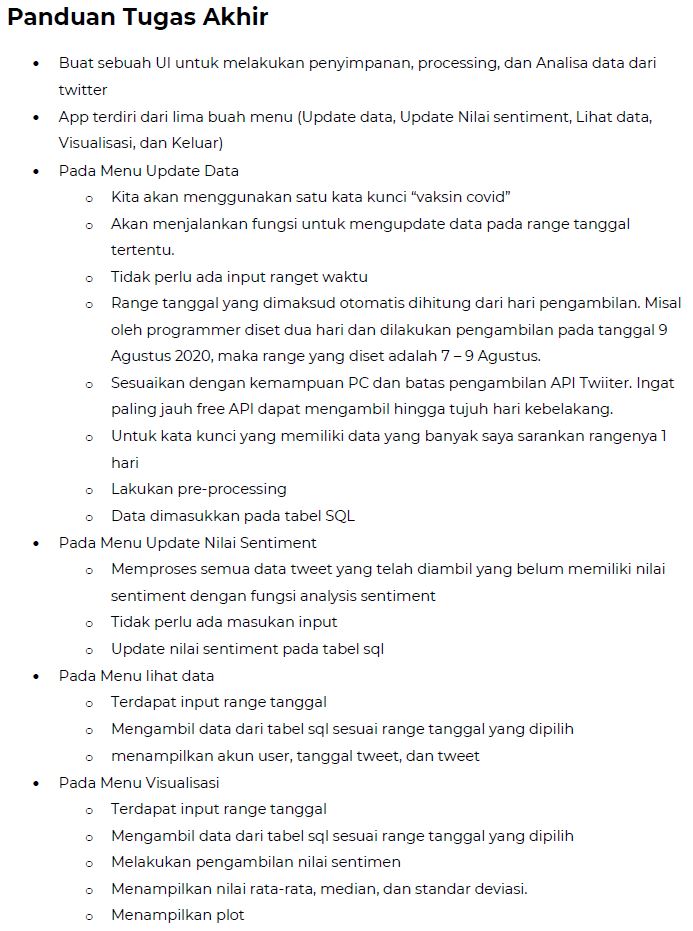 Panduan Tugas Akhir
• Buat sebuah UI untuk melakukan penyimpanan, processing, dan Analisa data dari
twitter
• App terdiri dari lima buah menu (Update data, Update Nilai sentiment, Lihat data,
Visualisasi, dan Keluar)
• Pada Menu Update Data
o Kita akan menggunakan satu kata kunci “vaksin covid”
o Akan menjalankan fungsi untuk mengupdate data pada range tanggal
tertentu.
o Tidak perlu ada input ranget waktu
o Range tanggal yang dimaksud otomatis dihitung dari hari pengambilan. Misal
oleh programmer diset dua hari dan dilakukan pengambilan pada tanggal 9
Agustus 2020, maka range yang diset adalah 7 – 9 Agustus.
o Sesuaikan dengan kemampuan PC dan batas pengambilan API Twiiter. Ingat
paling jauh free API dapat mengambil hingga tujuh hari kebelakang.
o Untuk kata kunci yang memiliki data yang banyak saya sarankan rangenya 1
hari
o Lakukan pre-processing
o Data dimasukkan pada tabel SQL
• Pada Menu Update Nilai Sentiment
o Memproses semua data tweet yang telah diambil yang belum memiliki nilai
sentiment dengan fungsi analysis sentiment
o Tidak perlu ada masukan input
o Update nilai sentiment pada tabel sql
• Pada Menu lihat data
o Terdapat input range tanggal
o Mengambil data dari tabel sql sesuai range tanggal yang dipilih
o menampilkan akun user, tanggal tweet, dan tweet
• Pada Menu Visualisasi
o Terdapat input range tanggal
o Mengambil data dari tabel sql sesuai range tanggal yang dipilih
o Melakukan pengambilan nilai sentimen
o Menampilkan nilai rata-rata, median, dan standar deviasi.
o Menampilkan plot